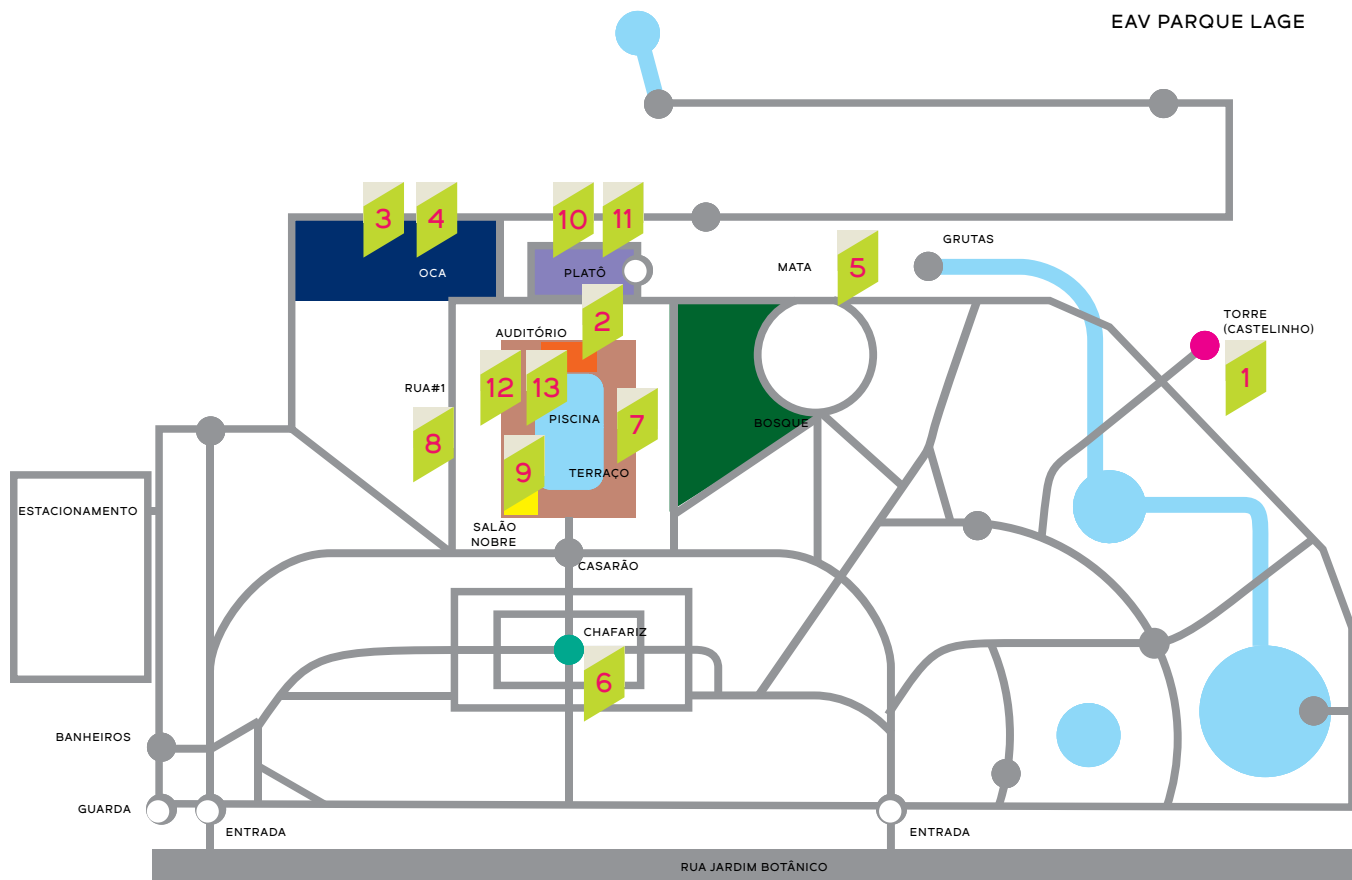 EAV PARQUE LAGE
3
4
10
11
OCA
PLATÔ
MATA
5
GRUTAS
2
AUDITÓRIO
TORRE
(CASTELINHO)
1
12
13
RUA#1
8
PISCINA
7
BOSQUE
9
TERRAÇO
ESTACIONAMENTO
SALÃO
NOBRE
CASARÃO
CHAFARIZ
6
BANHEIROS
GUARDA
ENTRADA
ENTRADA
RUA JARDIM BOTÂNICO